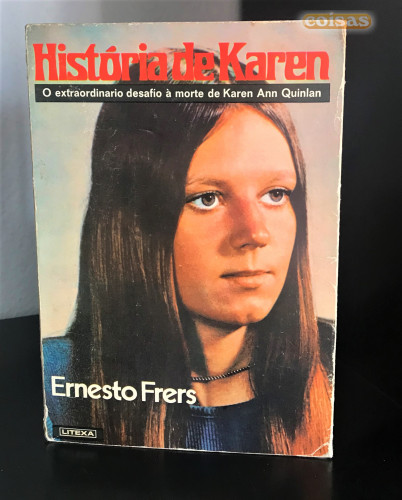 coisas
História de Karen
O extraordinario desafio à morte de Karen Ann Quinlan
Ernesto Frers
LITEXA